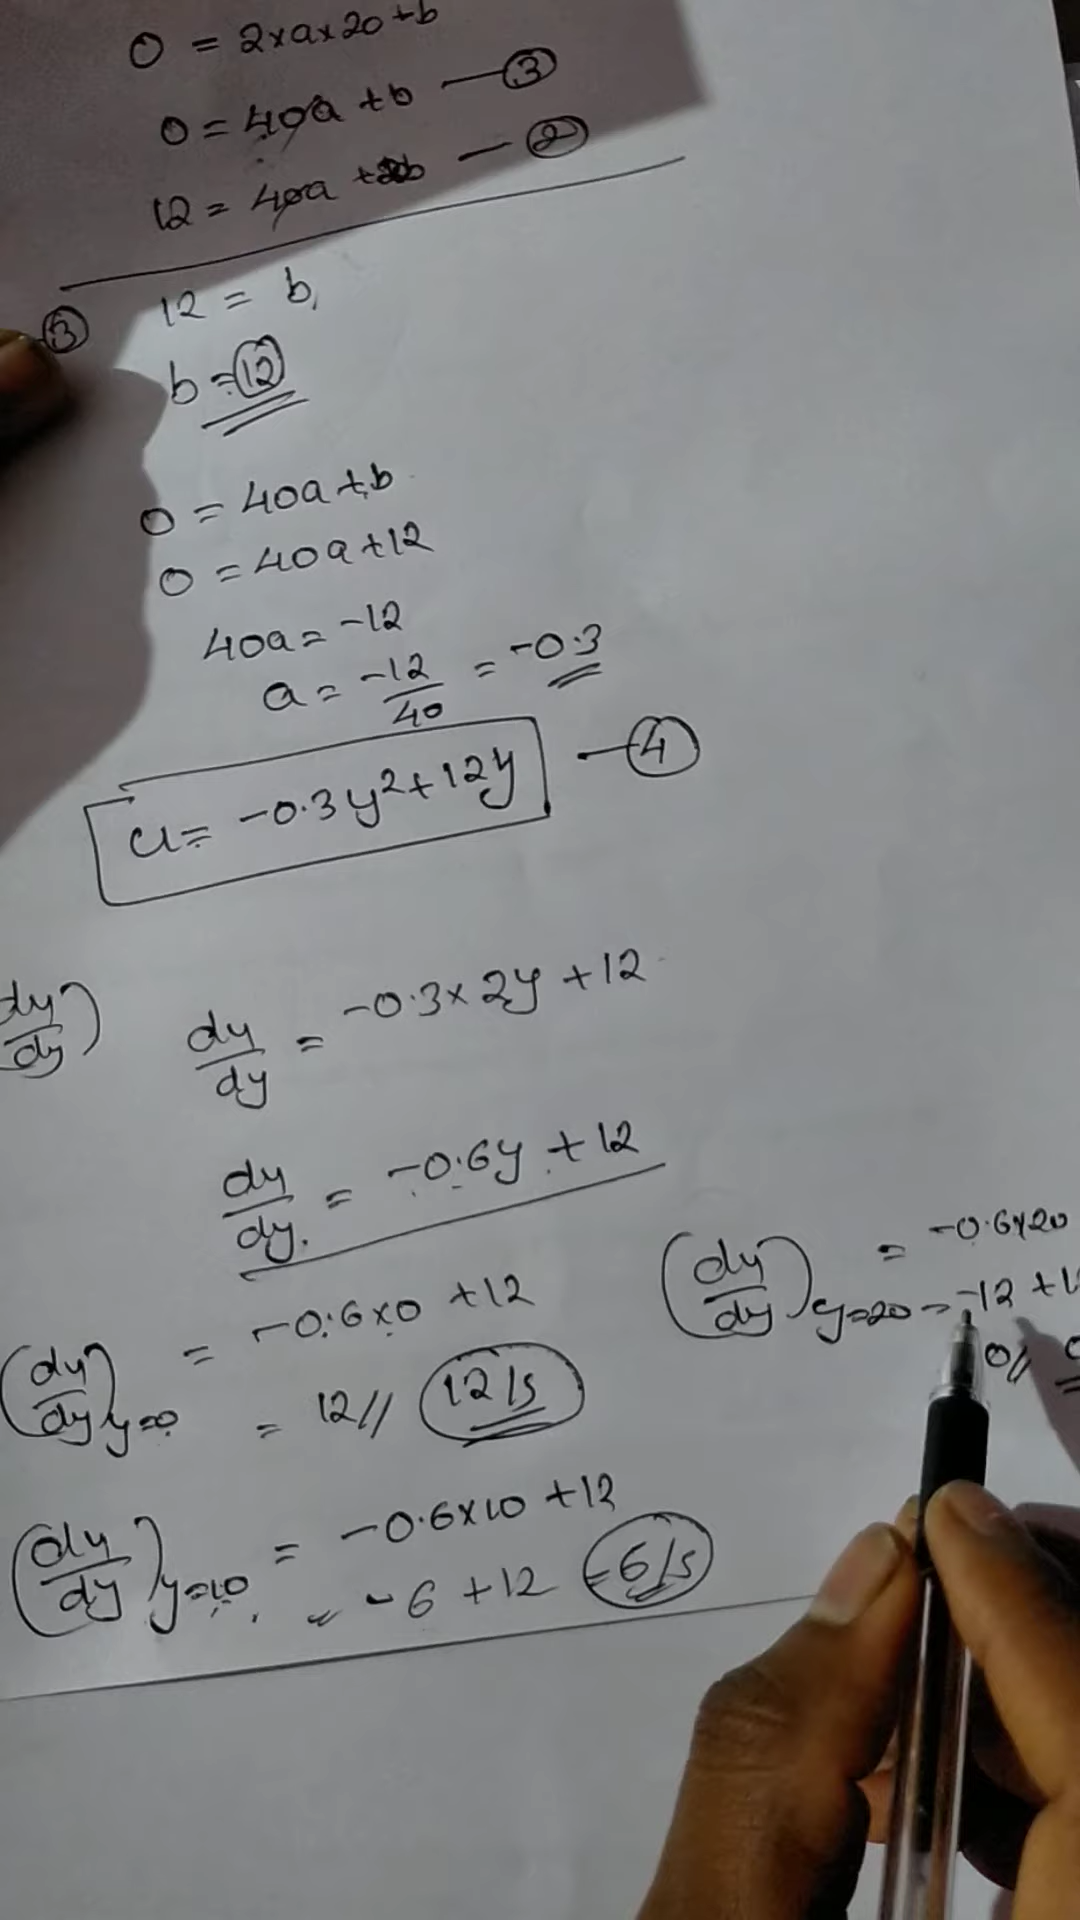 0 = 2×a×20+b
0 = 40a + b — ③
12 = 40a + b — ②
③ 12 = b,
b = 12
0 = 40a + b
0 = 40a + 12
40a = -12
a = -12/40 = -0.3
u = -0.3y² + 12y — ④
(du/dy) du/dy = -0.3×2y + 12
du/dy. = -0.6y + 12
(du/dy)y=0 = -0.6×0 + 12
= 12// 12/s
(du/dy)y=10 = -0.6×10 + 12
= -6 + 12 = 6/s
(du/dy)y=20 = -0.6×20
= -12 +
0//